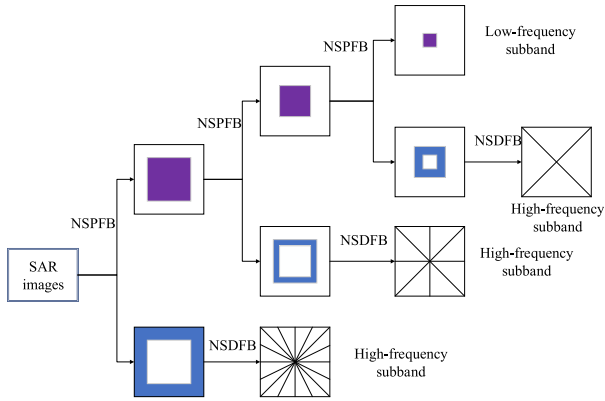 Low-frequency
subband
NSPFB
NSPFB
NSDFB
High-frequency
subband
NSPFB
NSDFB
High-frequency
subband
SAR
images
NSDFB
High-frequency
subband